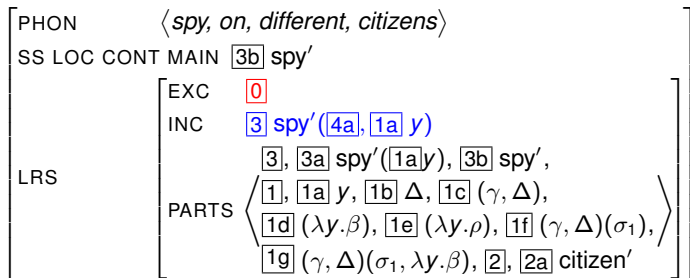 PHON ⟨spy, on, different, citizens⟩
SS LOC CONT MAIN 3b spy′
EXC 0
INC 3 spy′(4a, 1a y)
LRS
3, 3a spy′(1ay), 3b spy′,
PARTS ⟨1, 1a y, 1b Δ, 1c (γ, Δ),
1d (λy.β), 1e (λy.ρ), 1f (γ, Δ)(σ₁),⟩
1g (γ, Δ)(σ₁, λy.β), 2, 2a citizen′